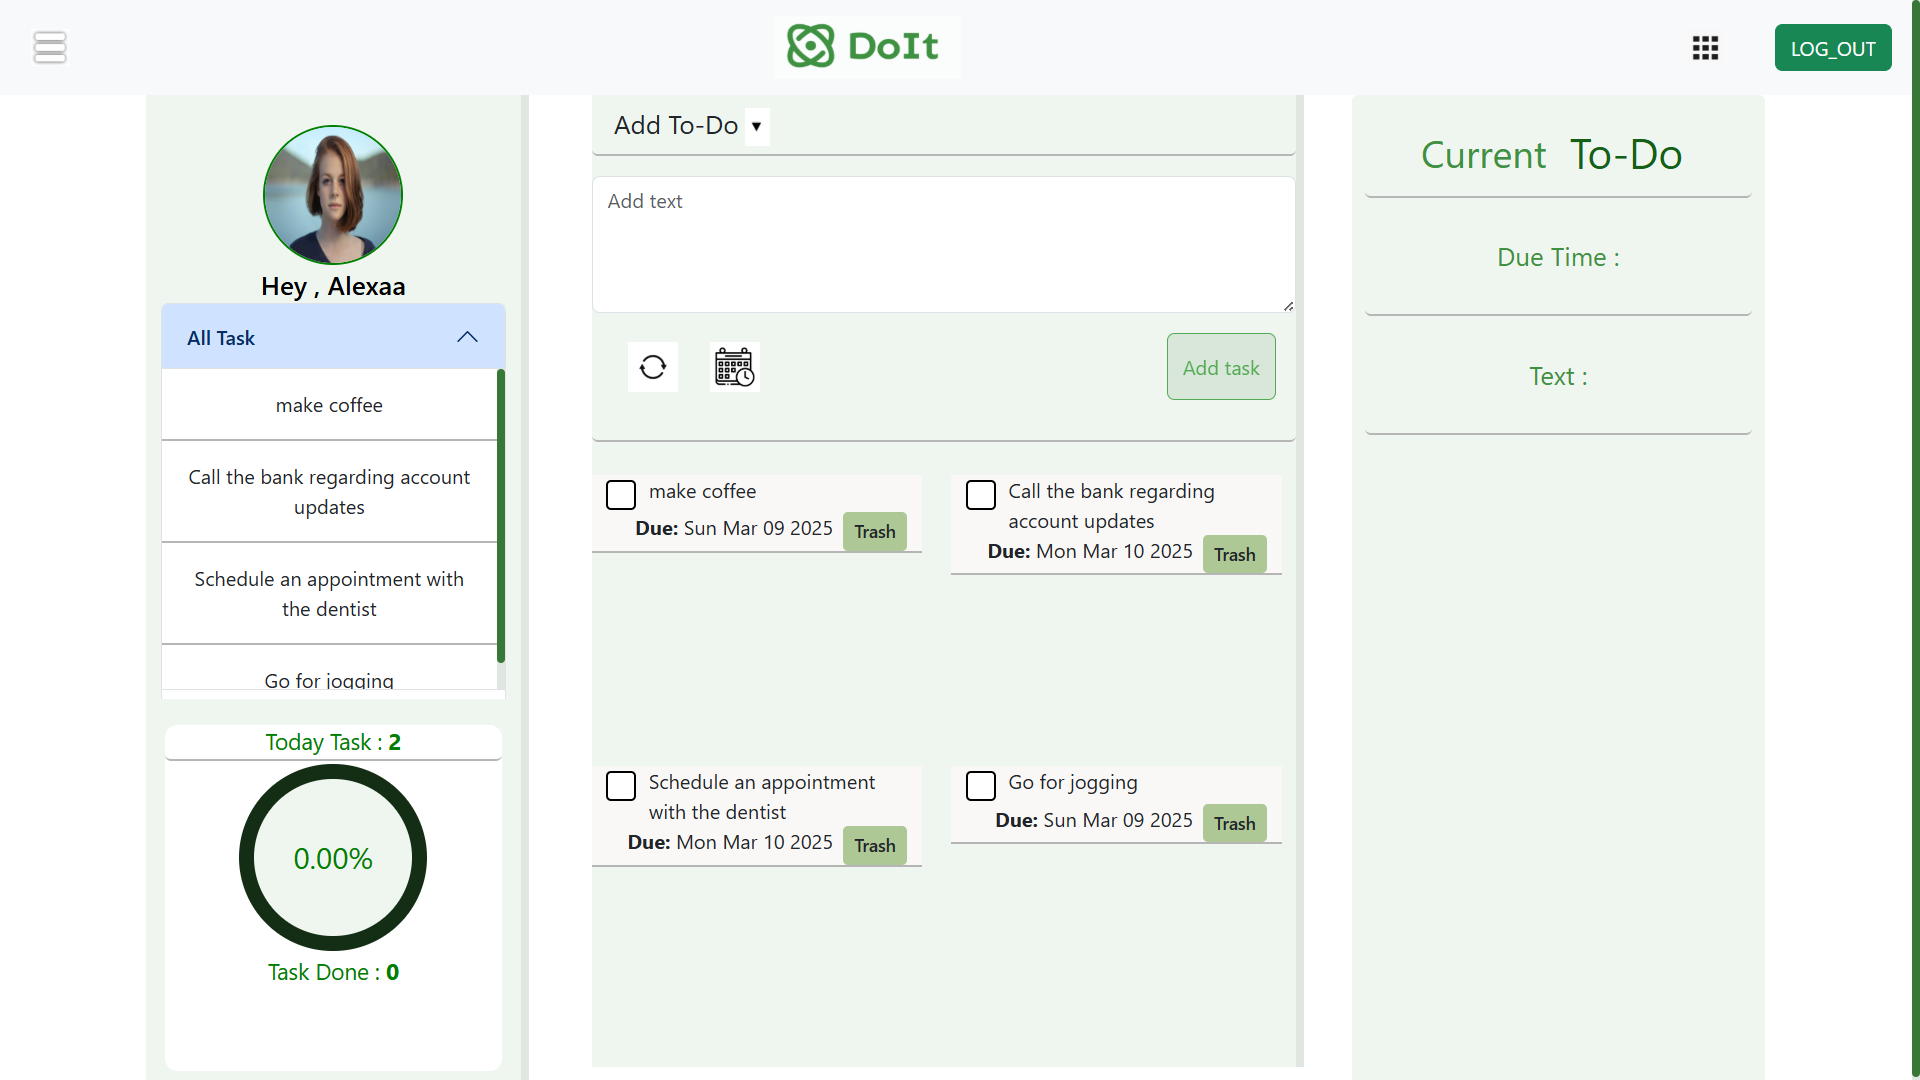 DoIt
LOG_OUT
Hey , Alexaa
All Task
make coffee
Call the bank regarding account
updates
Schedule an appointment with
the dentist
Go for jogging
Today Task : 2
0.00%
Task Done : 0
Add To-Do ▼
Add text
Add task
make coffee
Due: Sun Mar 09 2025 Trash
Call the bank regarding
account updates
Due: Mon Mar 10 2025 Trash
Schedule an appointment
with the dentist
Due: Mon Mar 10 2025 Trash
Go for jogging
Due: Sun Mar 09 2025 Trash
Current To-Do
Due Time :
Text :